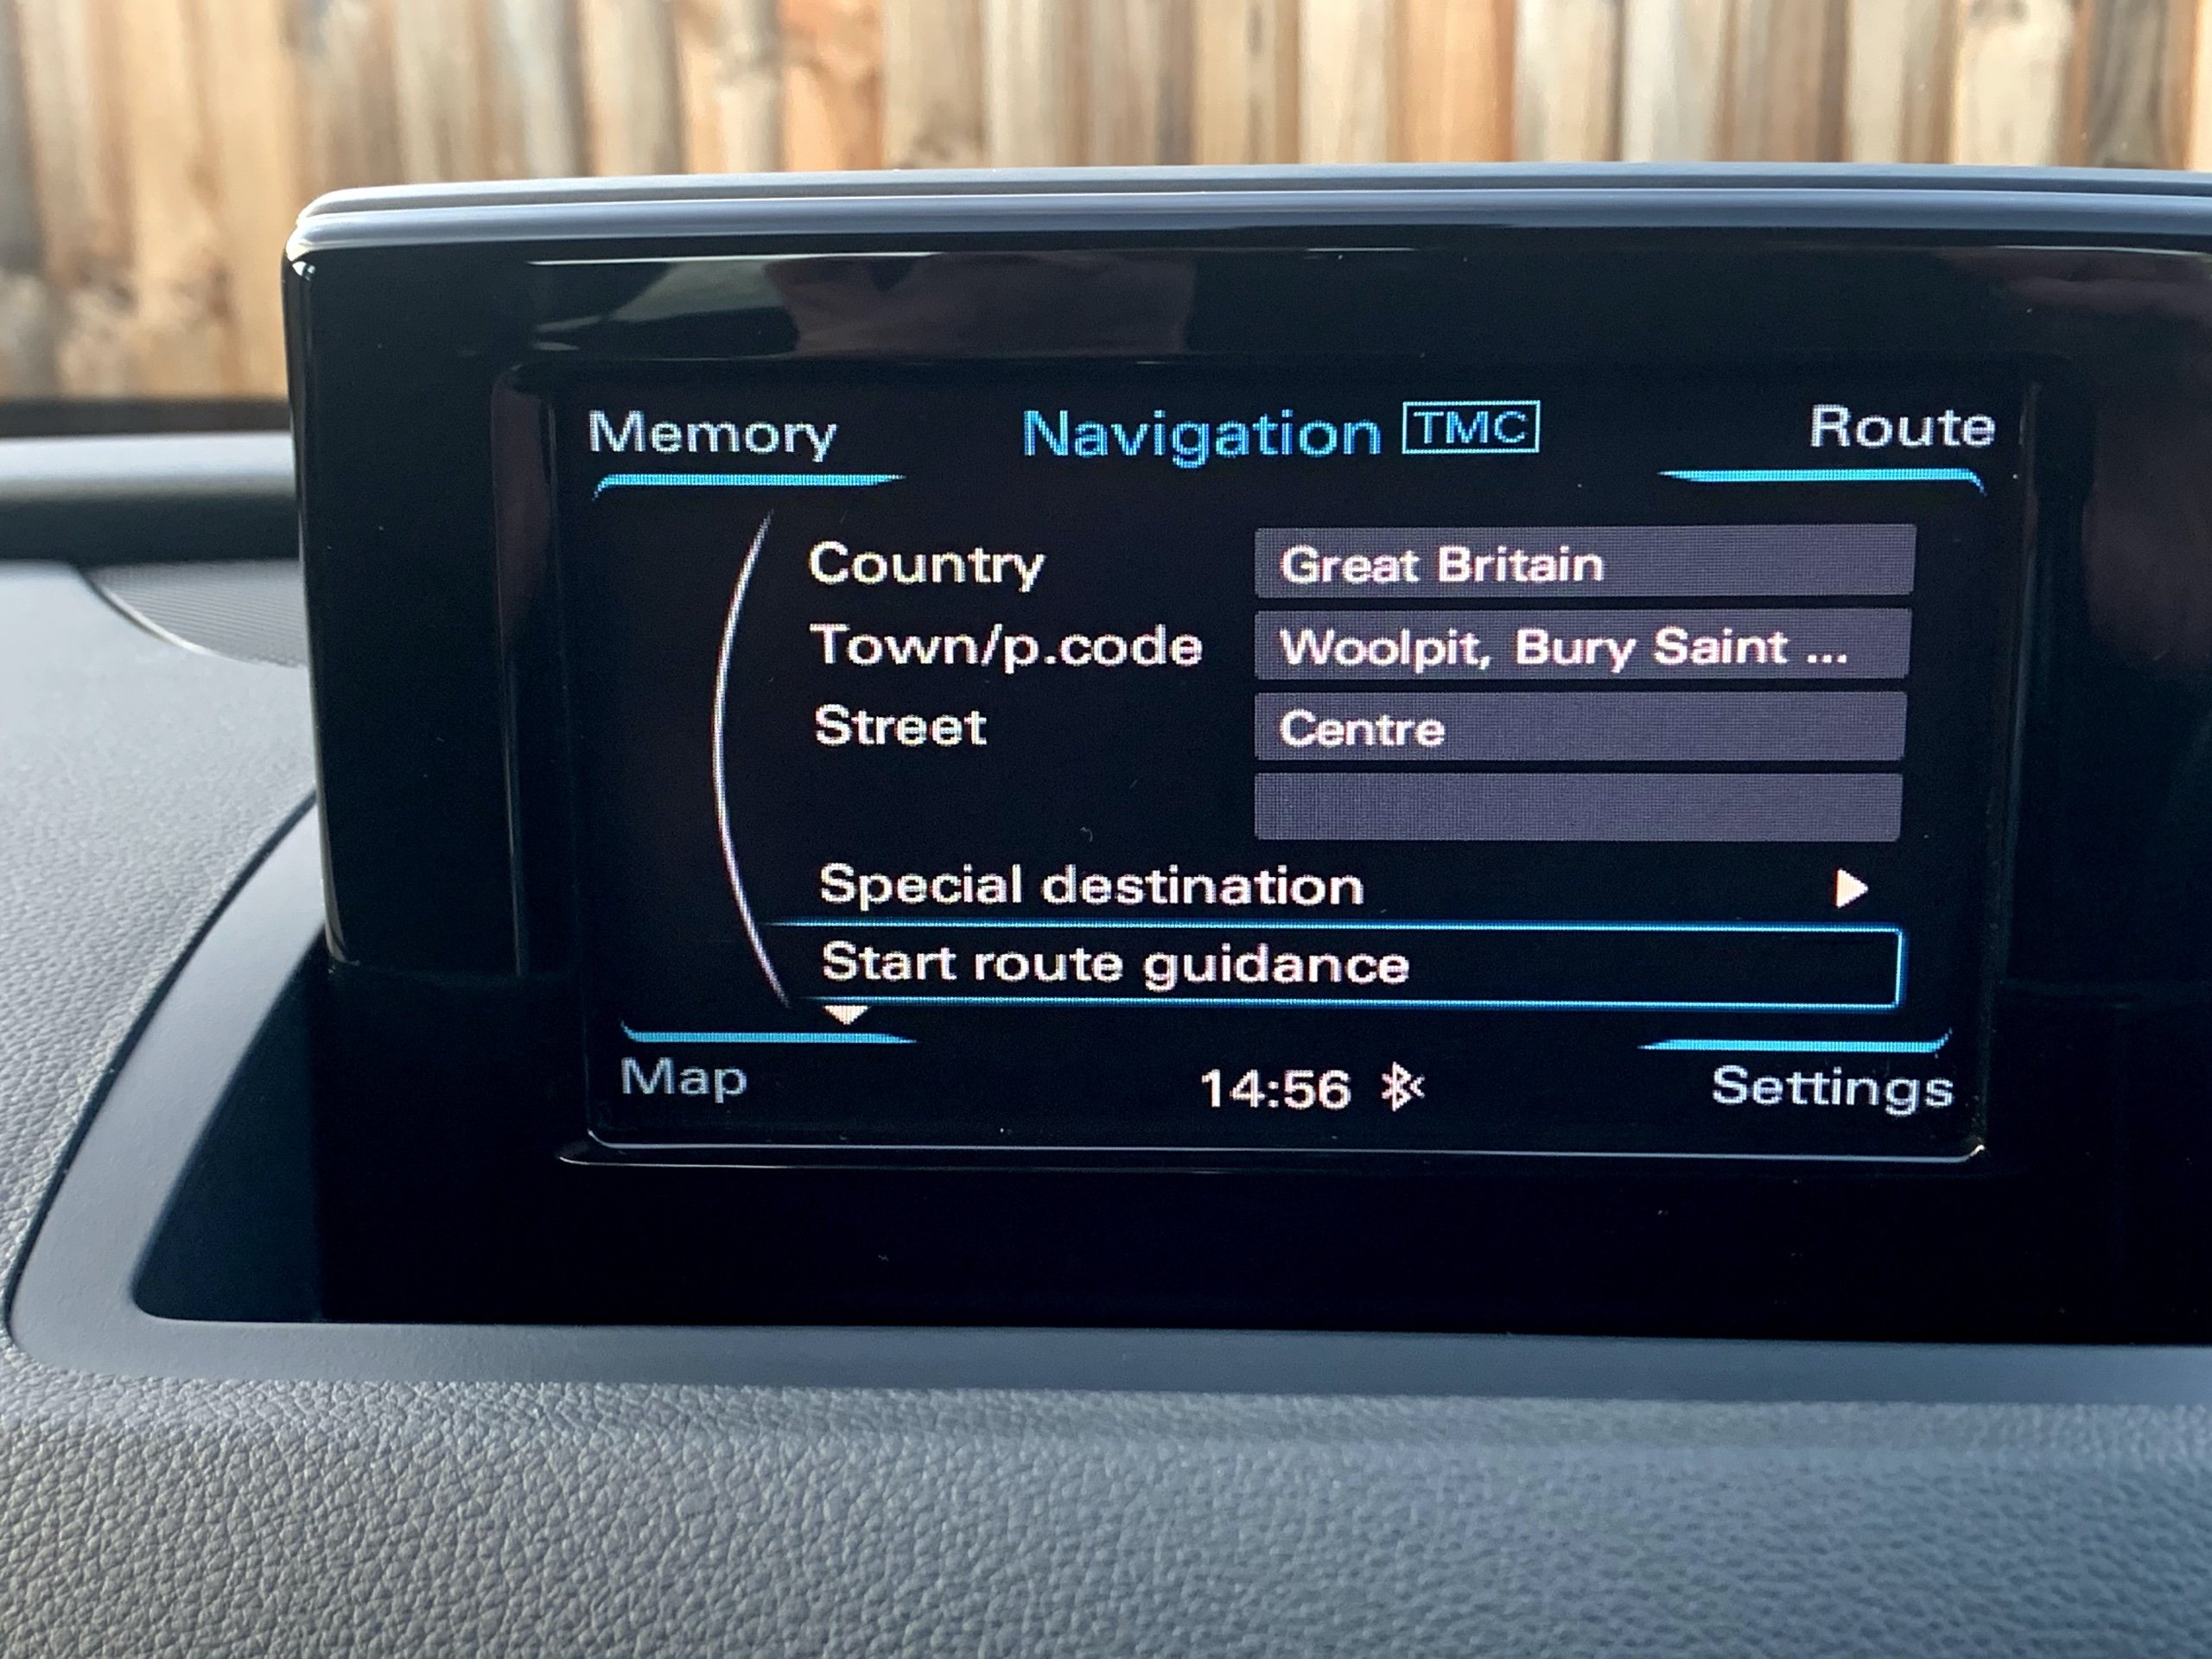 Memory Navigation TMC Route
Country Great Britain
Town/p.code Woolpit, Bury Saint ...
Street Centre
Special destination
Start route guidance
Map 14:56 Settings